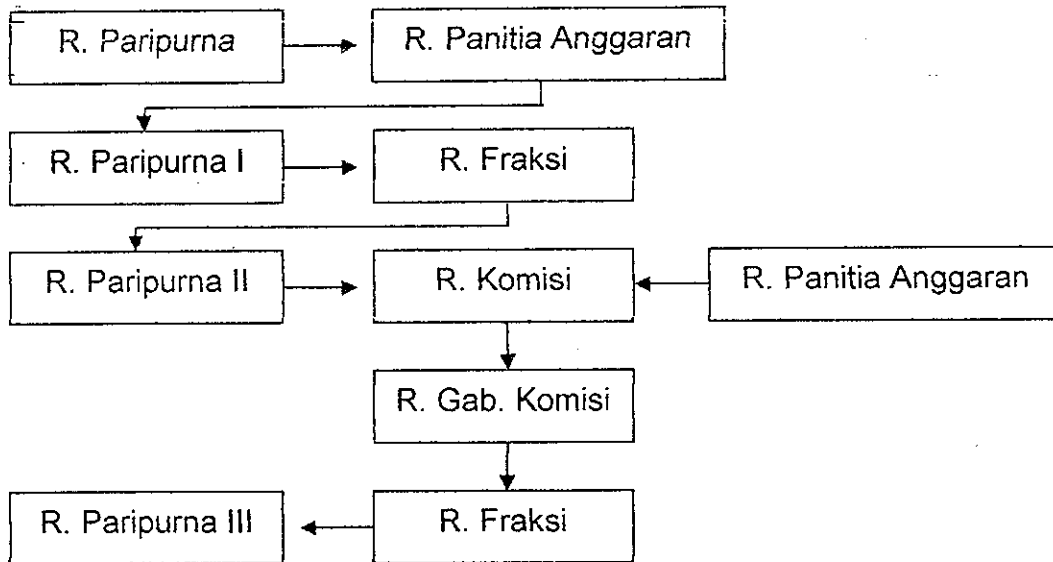 R. Paripurna
R. Panitia Anggaran
R. Paripurna I
R. Fraksi
R. Paripurna II
R. Komisi
R. Panitia Anggaran
R. Gab. Komisi
R. Paripurna III
R. Fraksi